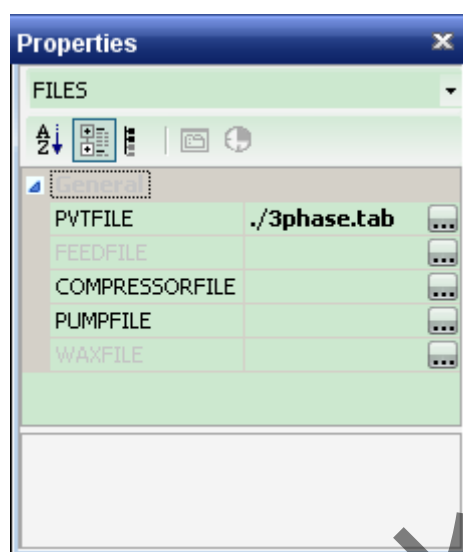 Properties
FILES
General
PVTFILE ./3phase.tab ...
FEEDFILE ...
COMPRESSORFILE ...
PUMPFILE ...
WAXFILE ...